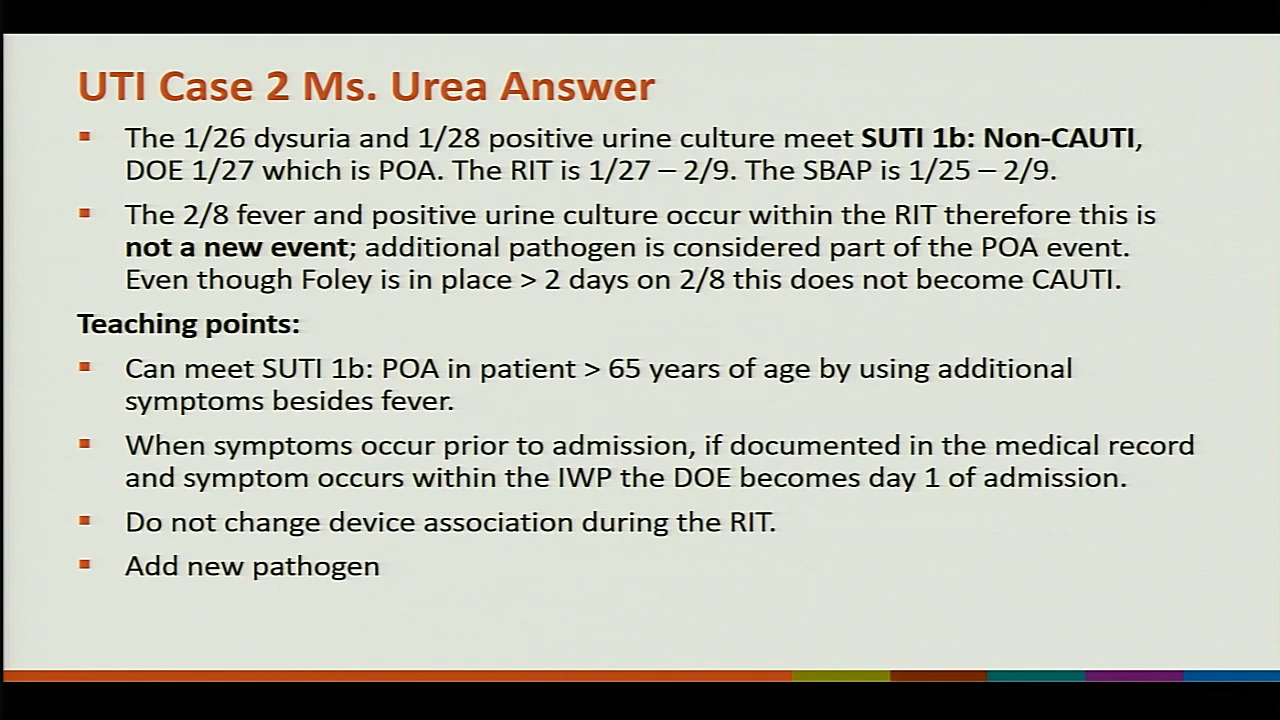 UTI Case 2 Ms. Urea Answer
▪ The 1/26 dysuria and 1/28 positive urine culture meet SUTI 1b: Non-CAUTI,
DOE 1/27 which is POA. The RIT is 1/27 – 2/9. The SBAP is 1/25 – 2/9.
▪ The 2/8 fever and positive urine culture occur within the RIT therefore this is
not a new event; additional pathogen is considered part of the POA event.
Even though Foley is in place > 2 days on 2/8 this does not become CAUTI.
Teaching points:
▪ Can meet SUTI 1b: POA in patient > 65 years of age by using additional
symptoms besides fever.
▪ When symptoms occur prior to admission, if documented in the medical record
and symptom occurs within the IWP the DOE becomes day 1 of admission.
▪ Do not change device association during the RIT.
▪ Add new pathogen